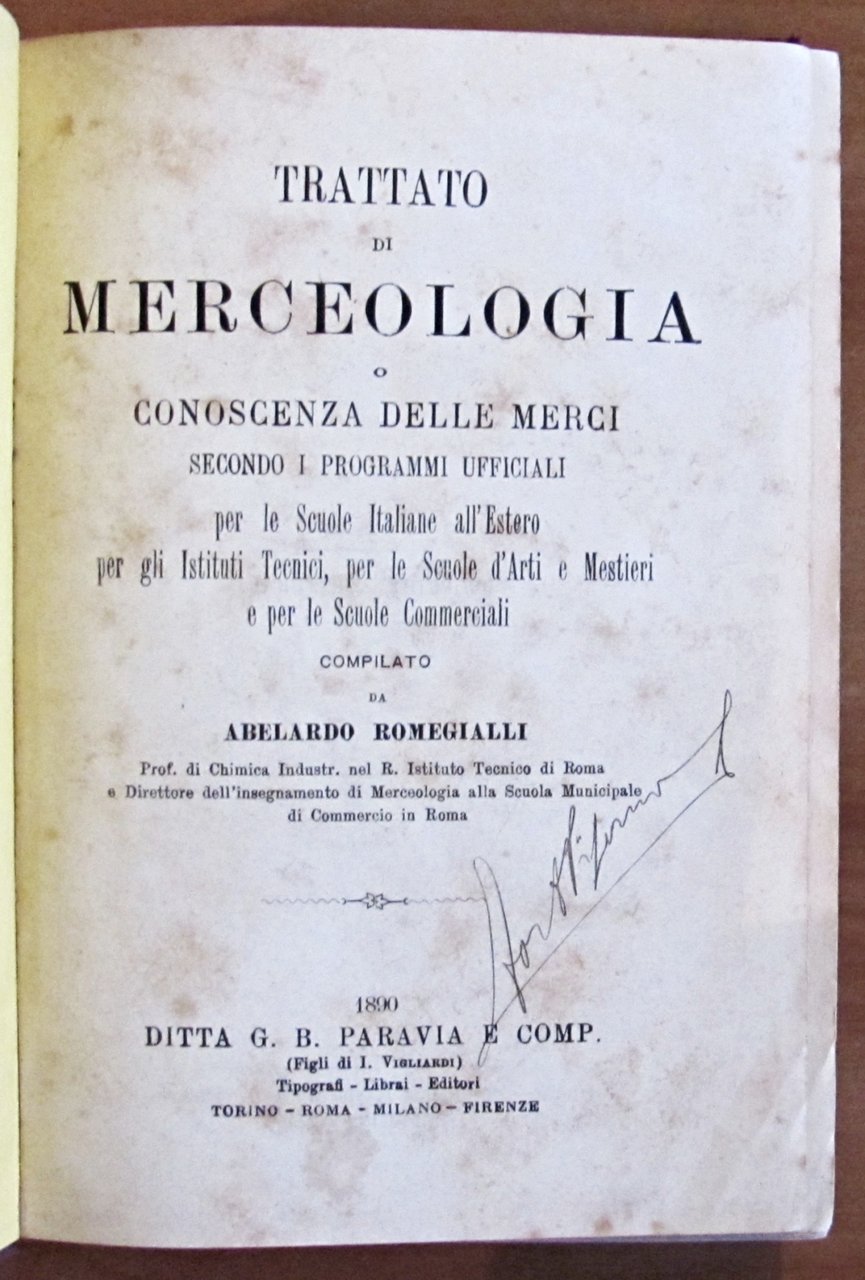 TRATTATO
DI
MERCEOLOGIA
O
CONOSCENZA DELLE MERCI
SECONDO I PROGRAMMI UFFICIALI
per le Scuole Italiane all'Estero
per gli Istituti Tecnici, per le Scuole d'Arti e Mestieri
e per le Scuole Commerciali
COMPILATO
DA
ABELARDO ROMEGIALLI
Prof. di Chimica Industr. nel R. Istituto Tecnico di Roma
e Direttore dell'insegnamento di Merceologia alla Scuola Municipale
di Commercio in Roma
1890
DITTA G. B. PARAVIA E COMP.
(Figli di I. VIGLIARDI)
Tipografi - Librai - Editori
TORINO - ROMA - MILANO - FIRENZE